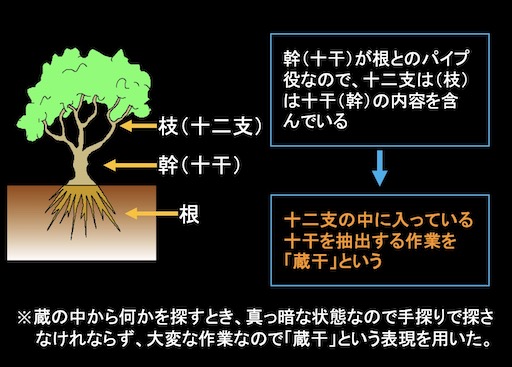 枝（十二支）
幹（十干）
根
幹（十干）が根とのパイプ
役なので、十二支は（枝）
は十干（幹）の内容を含
んでいる
十二支の中に入っている
十干を抽出する作業を
「蔵干」という
※蔵の中から何かを探すとき、真っ暗な状態なので手探りで探さ
なけれならず、大変な作業なので「蔵干」という表現を用いた。